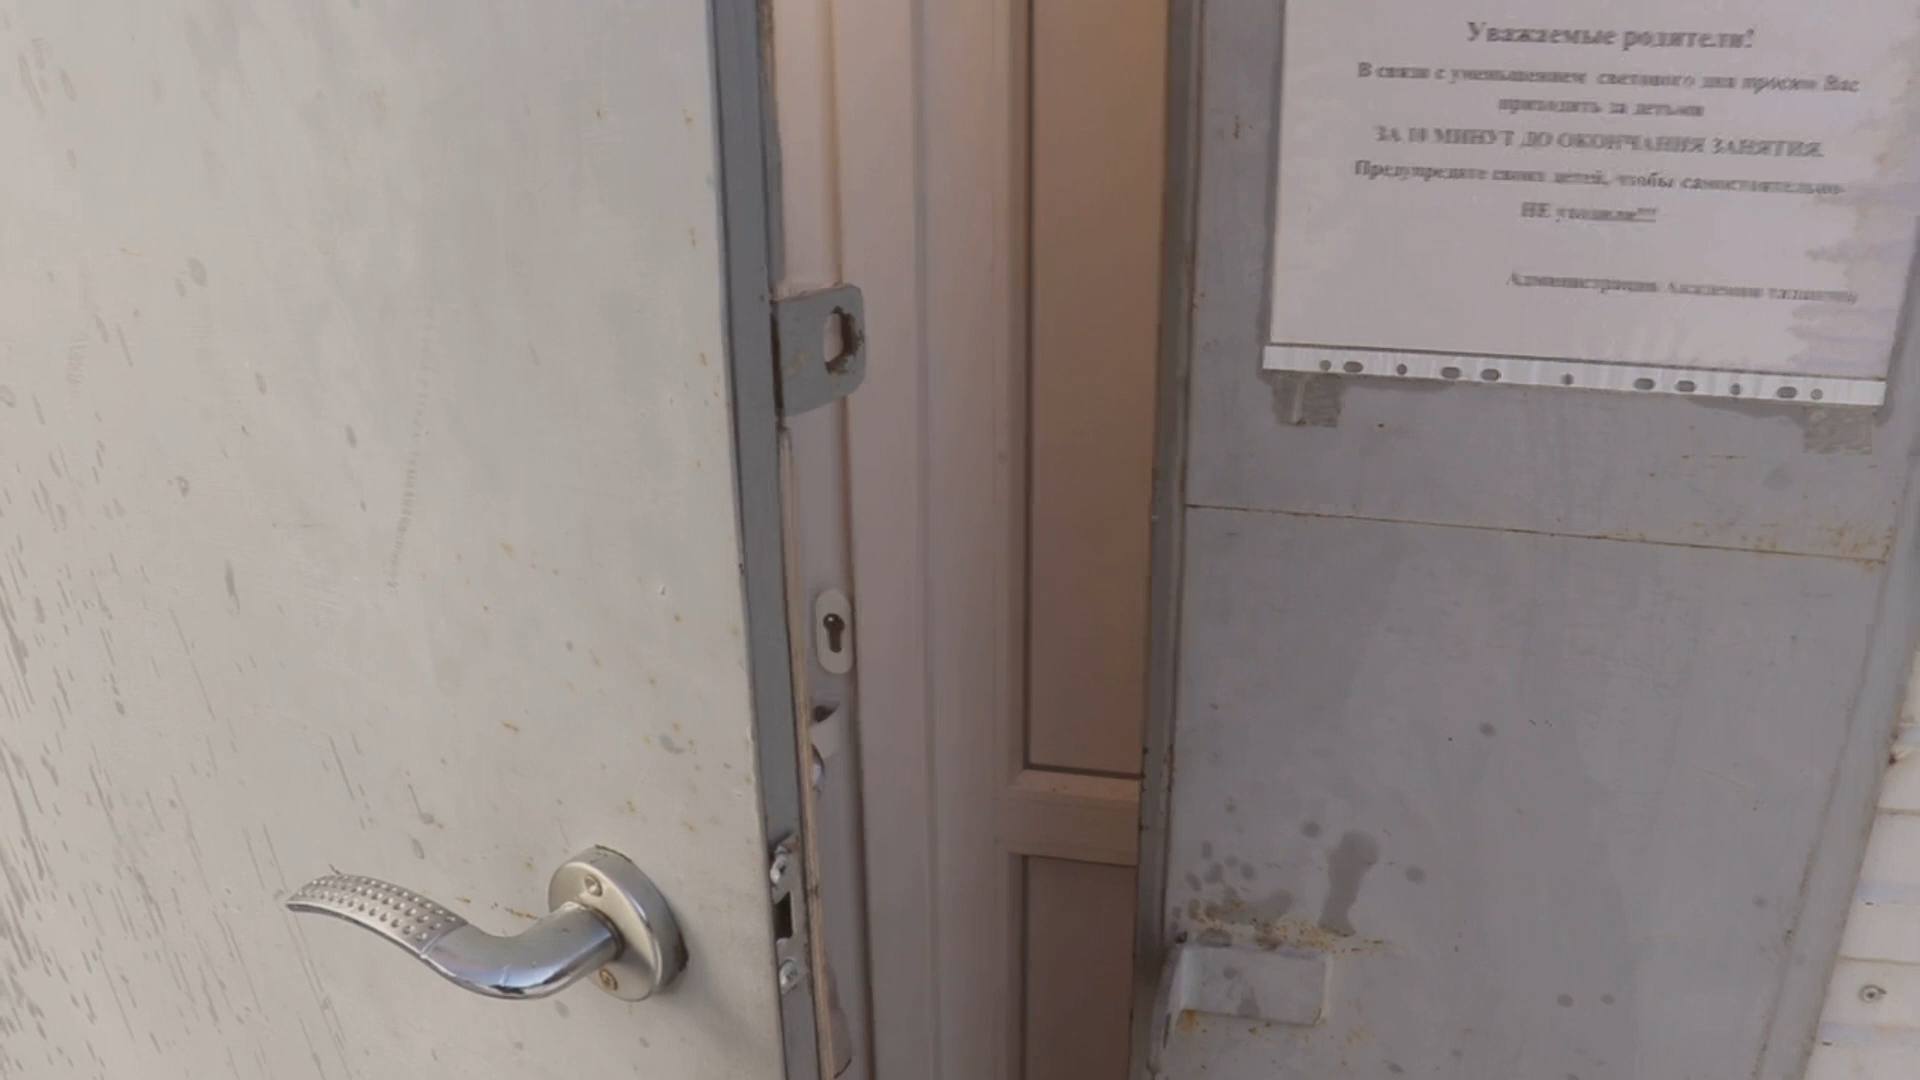 Уважаемые родители!
В связи с уменьшением светового дня просим Вас
приходить за детьми
ЗА 10 МИНУТ ДО ОКОНЧАНИЯ ЗАНЯТИЯ.
Предупредите своих детей, чтобы самостоятельно
НЕ уходили!!!
Администрация Академии